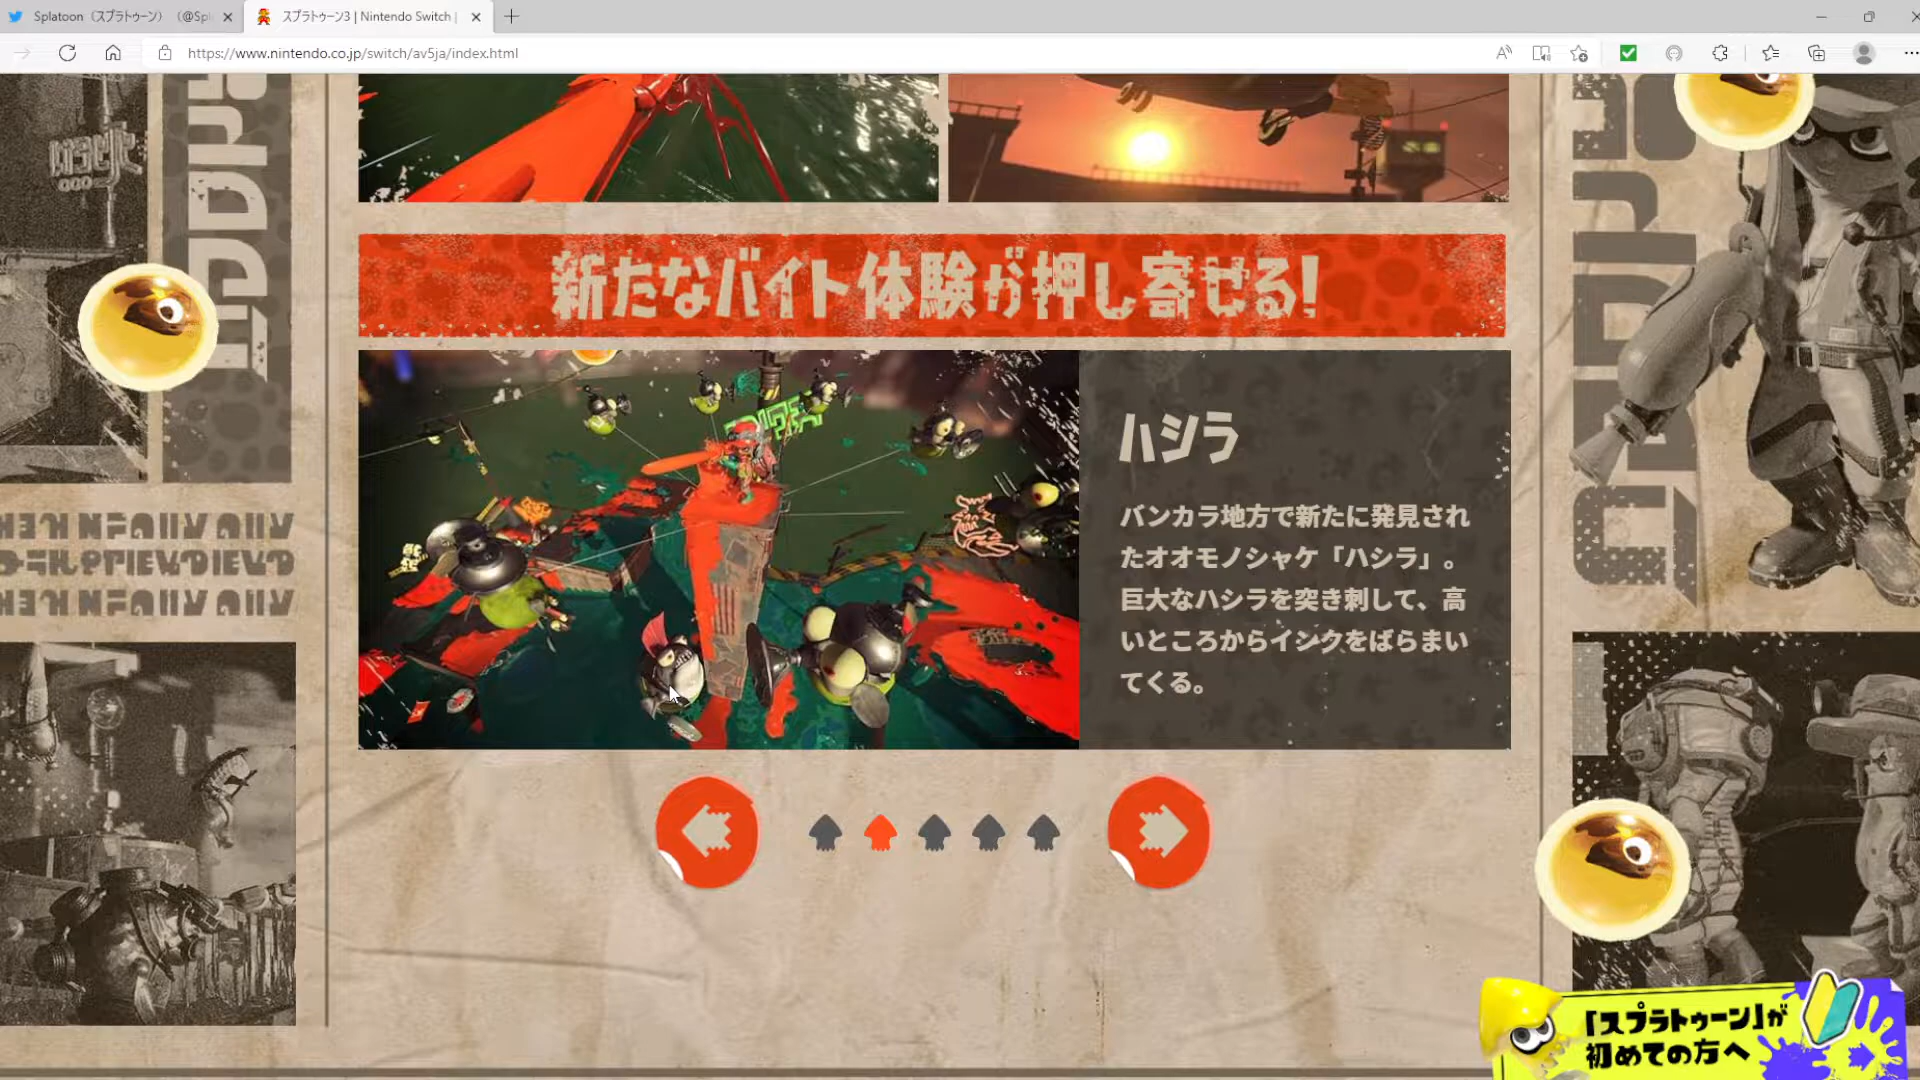 Splatoon（スプラトゥーン）（@Spl
スプラトゥーン3 | Nintendo Switch |
https://www.nintendo.co.jp/switch/av5ja/index.html
新たなバイト体験が押し寄せる!
ハシラ
バンカラ地方で新たに発見され
たオオモノシャケ「ハシラ」。
巨大なハシラを突き刺して、高
いところからインクをばらまい
てくる。
「スプラトゥーン」が
初めての方へ